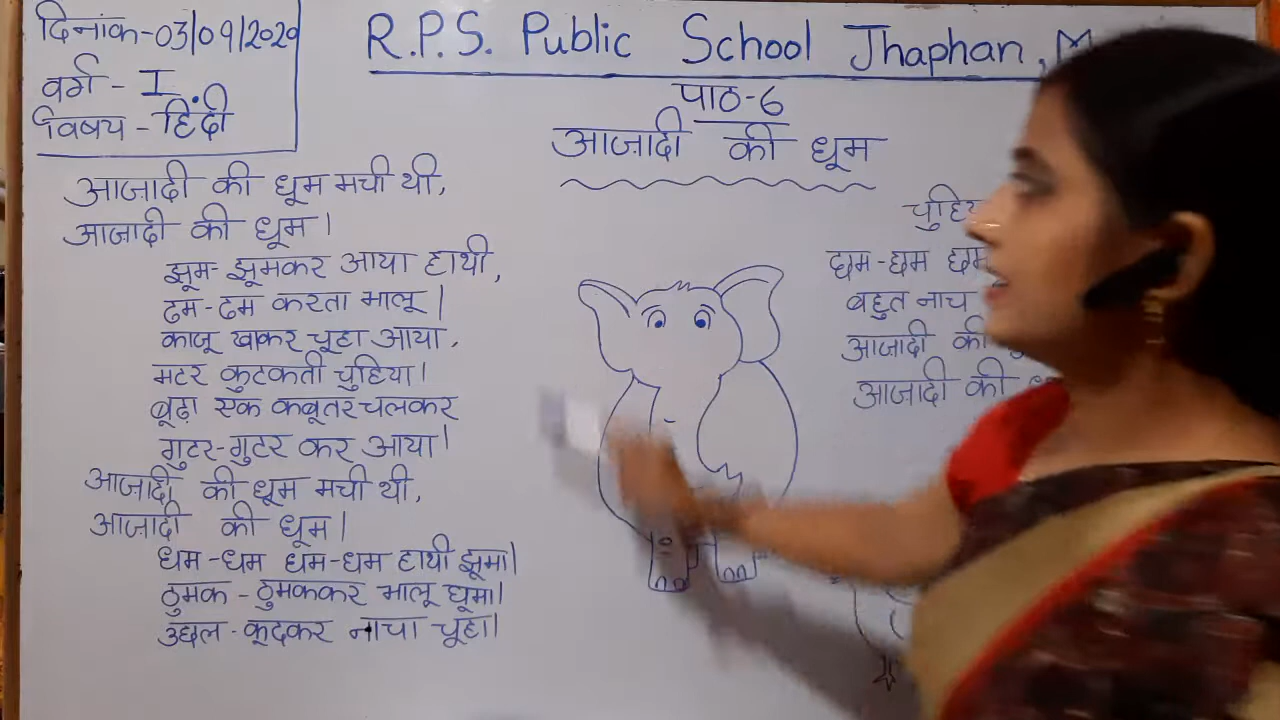 दिनांक-03/09/2020
वर्ग - I
विषय - हिंदी
R.P.S. Public School Jhaphan,
पाठ-6
आज़ादी की धूम
आज़ादी की धूम मची थी,
आज़ादी की धूम।
झूम-झूमकर आया हाथी,
ढम-ढम करता भालू।
काजू खाकर चूहा आया,
मटर कुटकती चुहिया।
बूढ़ा एक कबूतर चलकर
गुटर-गुटर कर आया।
आज़ादी की धूम मची थी,
आज़ादी की धूम।
धम-धम धम-धम हाथी झूमा।
ठुमक-ठुमककर भालू घूमा।
उछल-कूदकर नाचा चूहा।
छम-छम
बहुत नाच
आज़ादी की
आज़ादी की